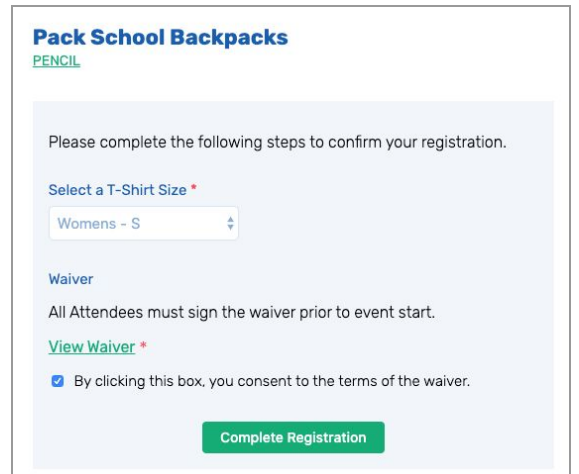 Pack School Backpacks
PENCIL
Please complete the following steps to confirm your registration.
Select a T-Shirt Size *
Womens - S
Waiver
All Attendees must sign the waiver prior to event start.
View Waiver *
By clicking this box, you consent to the terms of the waiver.
Complete Registration